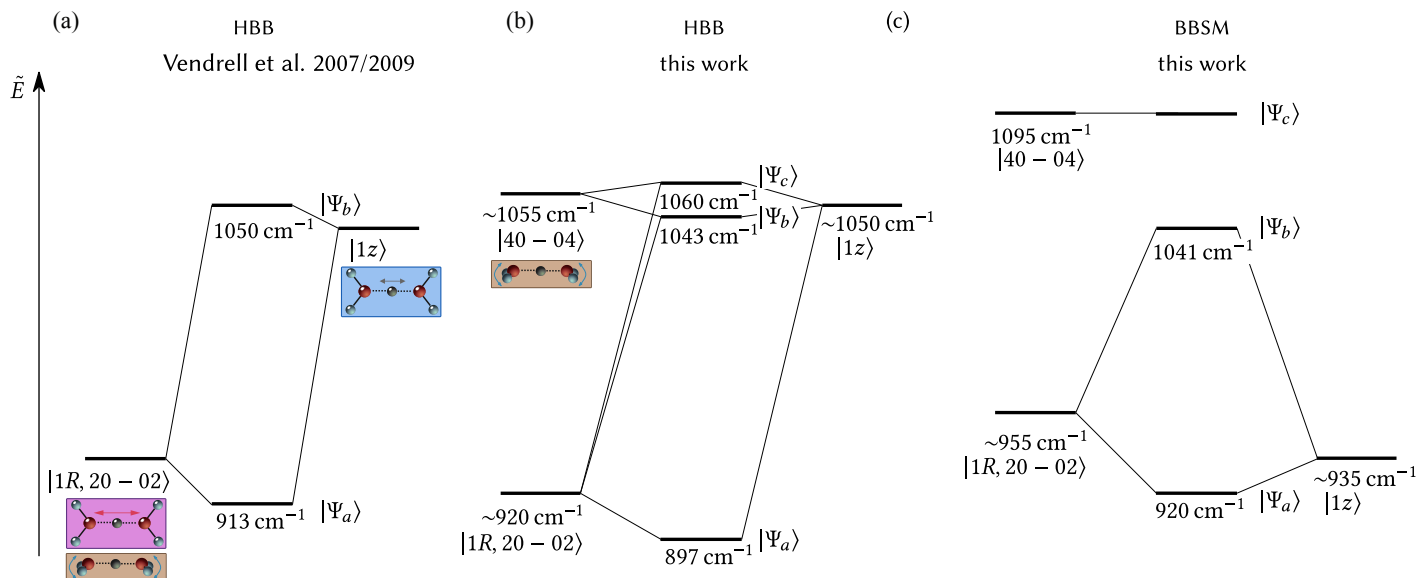 (a)
HBB
Vendrell et al. 2007/2009
Ẽ
|Ψb⟩
1050 cm−1
|1z⟩
|1R, 20 − 02⟩
|Ψa⟩
913 cm−1
(b)
HBB
this work
|Ψc⟩
1060 cm−1
~1055 cm−1
|40 − 04⟩
|Ψb⟩
1043 cm−1
~1050 cm−1
|1z⟩
~920 cm−1
|1R, 20 − 02⟩
|Ψa⟩
897 cm−1
(c)
BBSM
this work
|Ψc⟩
1095 cm−1
|40 − 04⟩
|Ψb⟩
1041 cm−1
~955 cm−1
|1R, 20 − 02⟩
~935 cm−1
|1z⟩
|Ψa⟩
920 cm−1